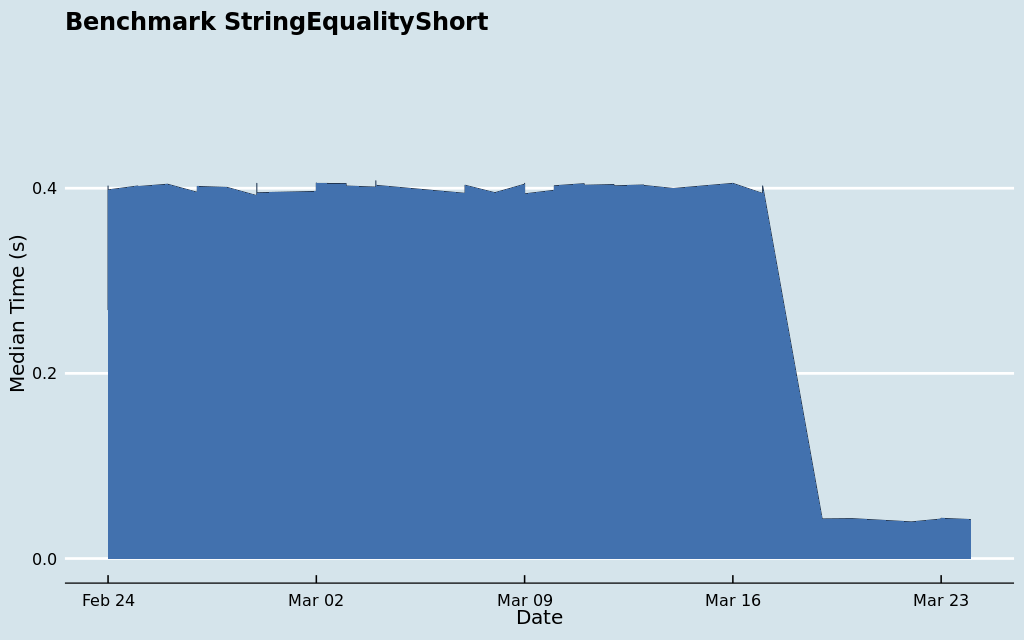 Benchmark StringEqualityShort
Median Time (s)
0.4
0.2
0.0
Feb 24
Mar 02
Mar 09
Mar 16
Mar 23
Date